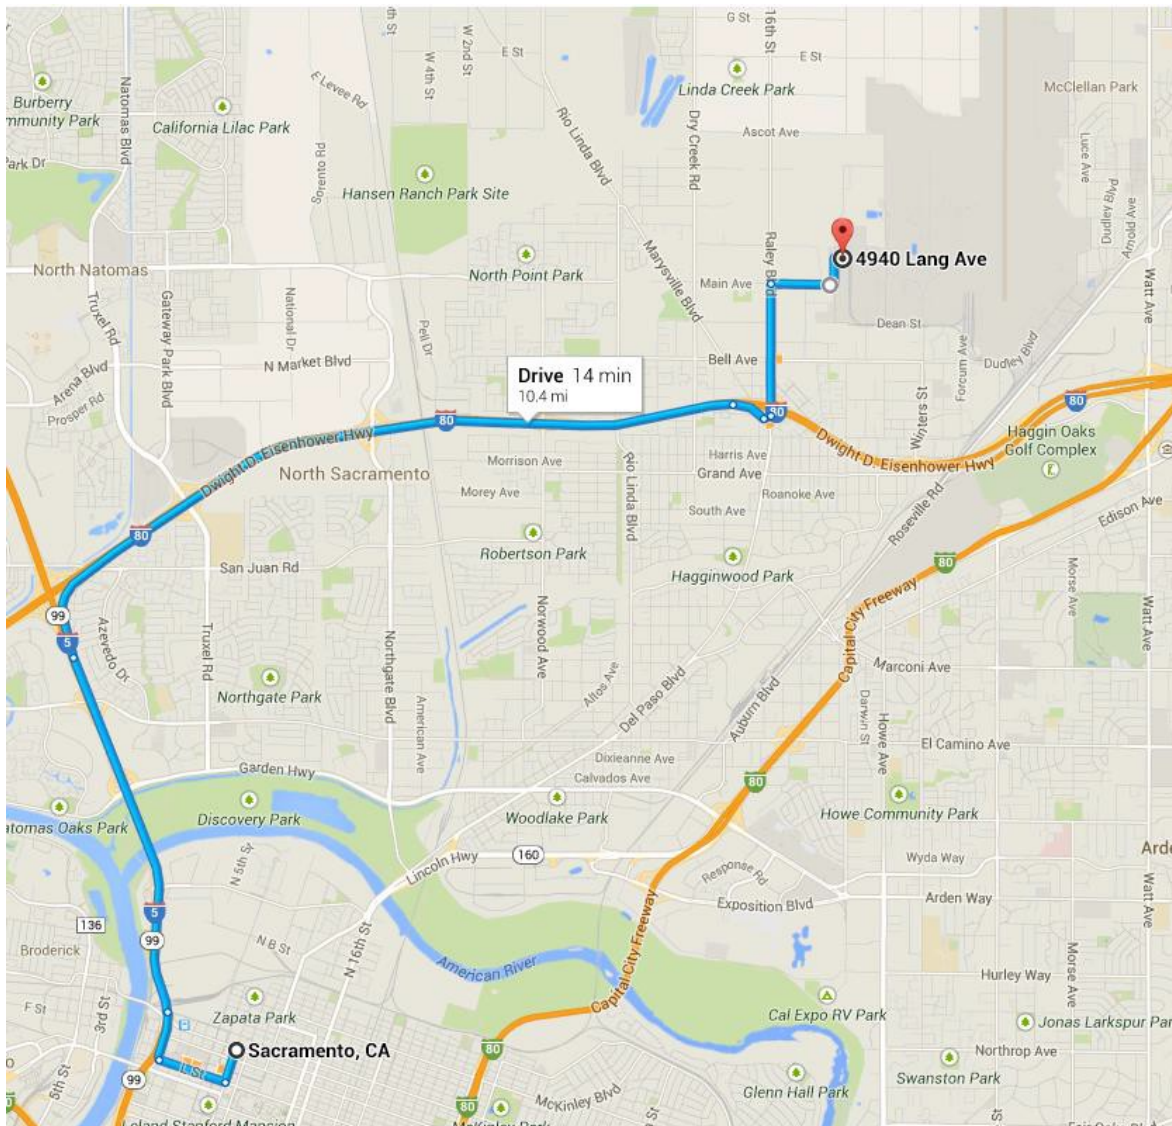 G St
16th St
W 2nd St
E St
E St
W 4th St
E Levee Rd
Linda Creek Park
McClellan Park
Natomas Blvd
Burberry
mmunity Park
California Lilac Park
Rio Linda Blvd
Dry Creek Rd
Ascot Ave
Luce Ave
Park Dr
Sorento Rd
Hansen Ranch Park Site
Dudley Blvd
Arnold Ave
Raley Blvd
4940 Lang Ave
North Natomas
North Point Park
Marysville Blvd
Main Ave
Watt Ave
Truxel Rd
Gateway Park Blvd
National Dr
Pell Dr
Dean St
Forcum Ave
Dudley Blvd
Arena Blvd
N Market Blvd
Bell Ave
Drive 14 min
10.4 mi
Prosper Rd
80
80
80
Winters St
Dwight D. Eisenhower Hwy
Dwight D. Eisenhower Hwy
Haggin Oaks
Golf Complex
North Sacramento
Morrison Ave
Harris Ave
Grand Ave
Rio Linda Blvd
Morey Ave
Roanoke Ave
South Ave
Roseville Rd
Edison Ave
80
Robertson Park
Hagginwood Park
80
San Juan Rd
Capital City Freeway
Morse Ave
99
5
Azevedo Dr
Truxel Rd
Northgate Blvd
Norwood Ave
Watt Ave
Northgate Park
American Ave
Altos Ave
Del Paso Blvd
Auburn Blvd
Capital City Freeway
Marconi Ave
Darwin St
Howe Ave
El Camino Ave
Dixieanne Ave
Garden Hwy
Calvados Ave
80
atomas Oaks Park
Discovery Park
Woodlake Park
Howe Community Park
Lincoln Hwy
160
Response Rd
Wyda Way
Arde
N 5th St
Exposition Blvd
Arden Way
Watt Ave
5
136
99
N B St
N 16th St
Broderick
American River
Capital City Freeway
Hurley Way
Morse Ave
3rd St
F St
Zapata Park
Cal Expo RV Park
Jonas Larkspur Par
Sacramento, CA
80
Northrop Ave
L St
5th St
99
Glenn Hall Park
Swanston Park
80
McKinley Blvd
Leland Stanford Mansion
McKinley Park
St
St